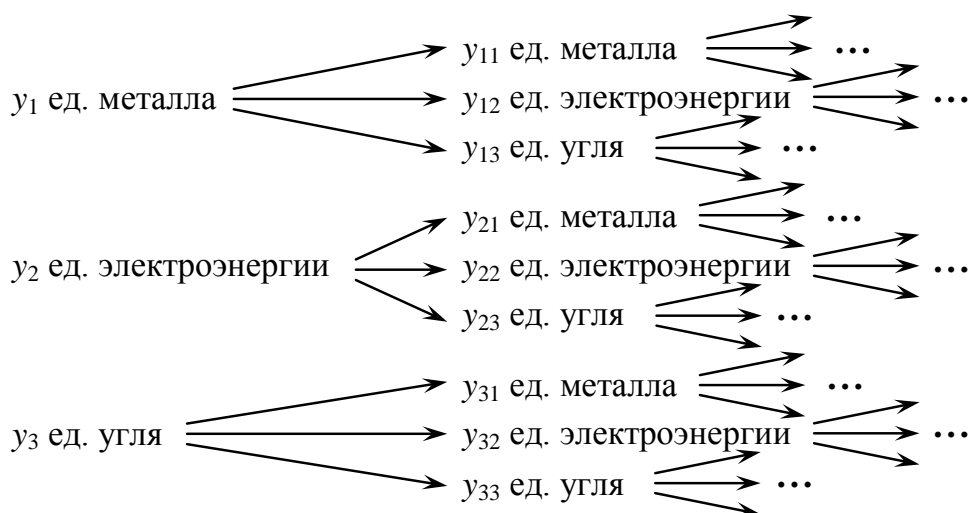 y₁₁ ед. металла
...
y₁ ед. металла
y₁₂ ед. электроэнергии
...
y₁₃ ед. угля
...
y₂₁ ед. металла
...
y₂ ед. электроэнергии
y₂₂ ед. электроэнергии
...
y₂₃ ед. угля
...
y₃₁ ед. металла
...
y₃ ед. угля
y₃₂ ед. электроэнергии
...
y₃₃ ед. угля
...